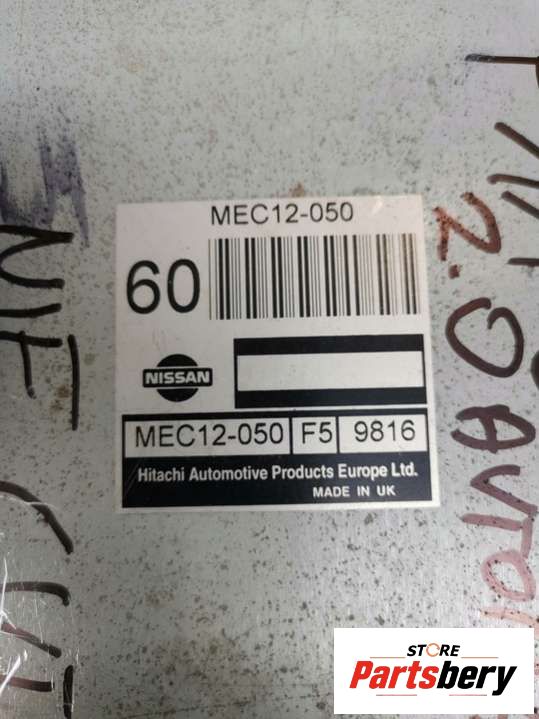 MEC12-050
60
NISSAN
MEC12-050 F5 9816
Hitachi Automotive Products Europe Ltd.
MADE IN UK
2.0 AVTO
STORE
Partsbery